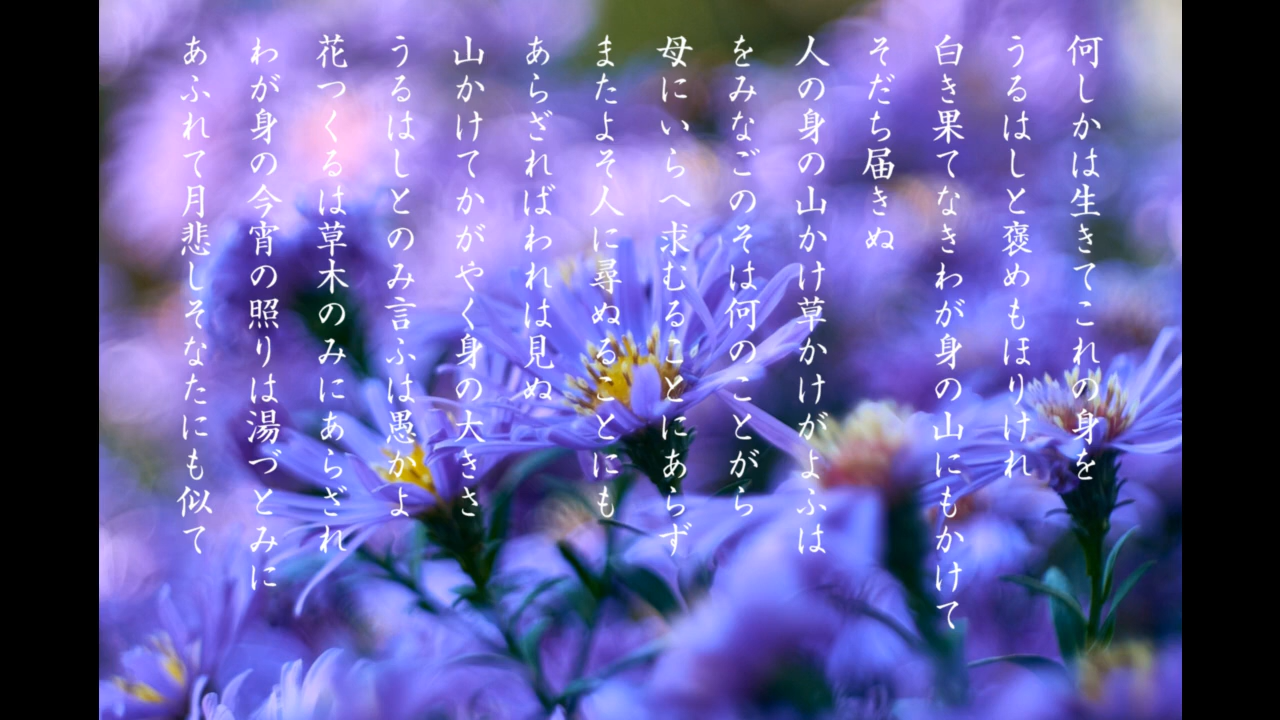 何しかは生きてこれの身を
うるはしと褒めもほりけれ
白き果てなきわが身の山にもかけて
そだち届きぬ
人の身の山かけ草かけがよふは
をみなごのそは何のことがら
母にいらへ求むることにあらず
またよそ人に尋ぬることにも
あらざればわれは見ぬ
山かけてかがやく身の大きさ
うるはしとのみ言ふは愚かよ
花つくるは草木のみにあらざれ
わが身の今宵の照りは湯づとみに
あふれて月悲しそなたにも似て